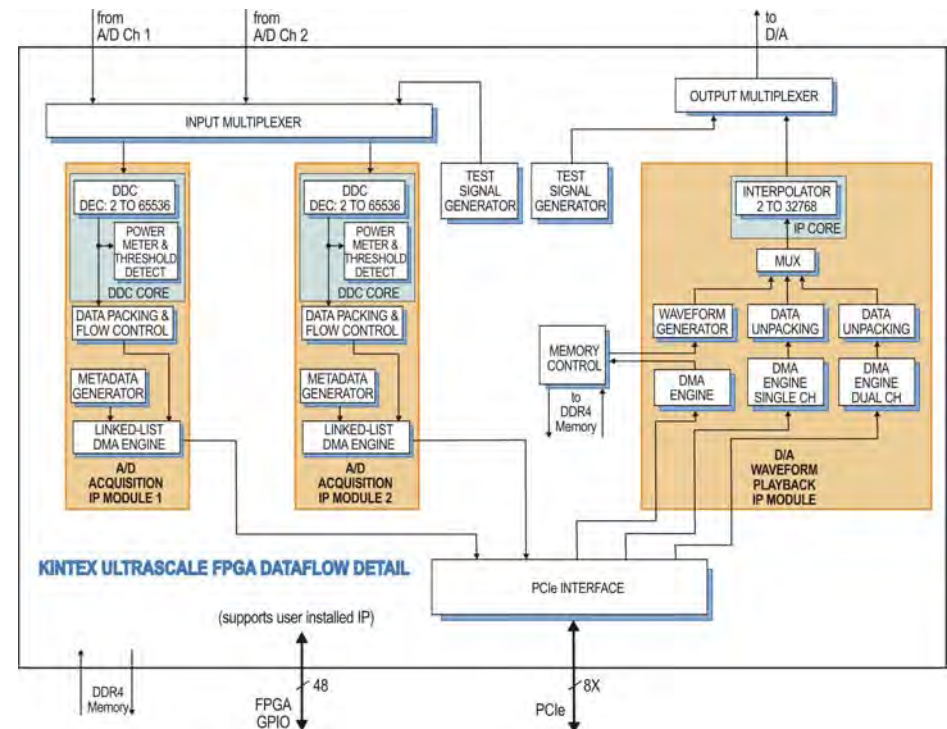 from
A/D Ch 1
from
A/D Ch 2
to
D/A
INPUT MULTIPLEXER
OUTPUT MULTIPLEXER
DDC
DEC: 2 TO 65536
POWER
METER &
THRESHOLD
DETECT
DDC CORE
DATA PACKING &
FLOW CONTROL
METADATA
GENERATOR
LINKED-LIST
DMA ENGINE
A/D
ACQUISITION
IP MODULE 1
DDC
DEC: 2 TO 65536
POWER
METER &
THRESHOLD
DETECT
DDC CORE
DATA PACKING &
FLOW CONTROL
METADATA
GENERATOR
LINKED-LIST
DMA ENGINE
A/D
ACQUISITION
IP MODULE 2
TEST
SIGNAL
GENERATOR
TEST
SIGNAL
GENERATOR
INTERPOLATOR
2 TO 32768
IP CORE
MUX
WAVEFORM
GENERATOR
DATA
UNPACKING
DATA
UNPACKING
MEMORY
CONTROL
to
DDR4
Memory
DMA
ENGINE
DMA
ENGINE
SINGLE CH
DMA
ENGINE
DUAL CH
D/A
WAVEFORM
PLAYBACK
IP MODULE
KINTEX ULTRASCALE FPGA DATAFLOW DETAIL
PCIe INTERFACE
(supports user installed IP)
DDR4
Memory
48
FPGA
GPIO
8X
PCIe